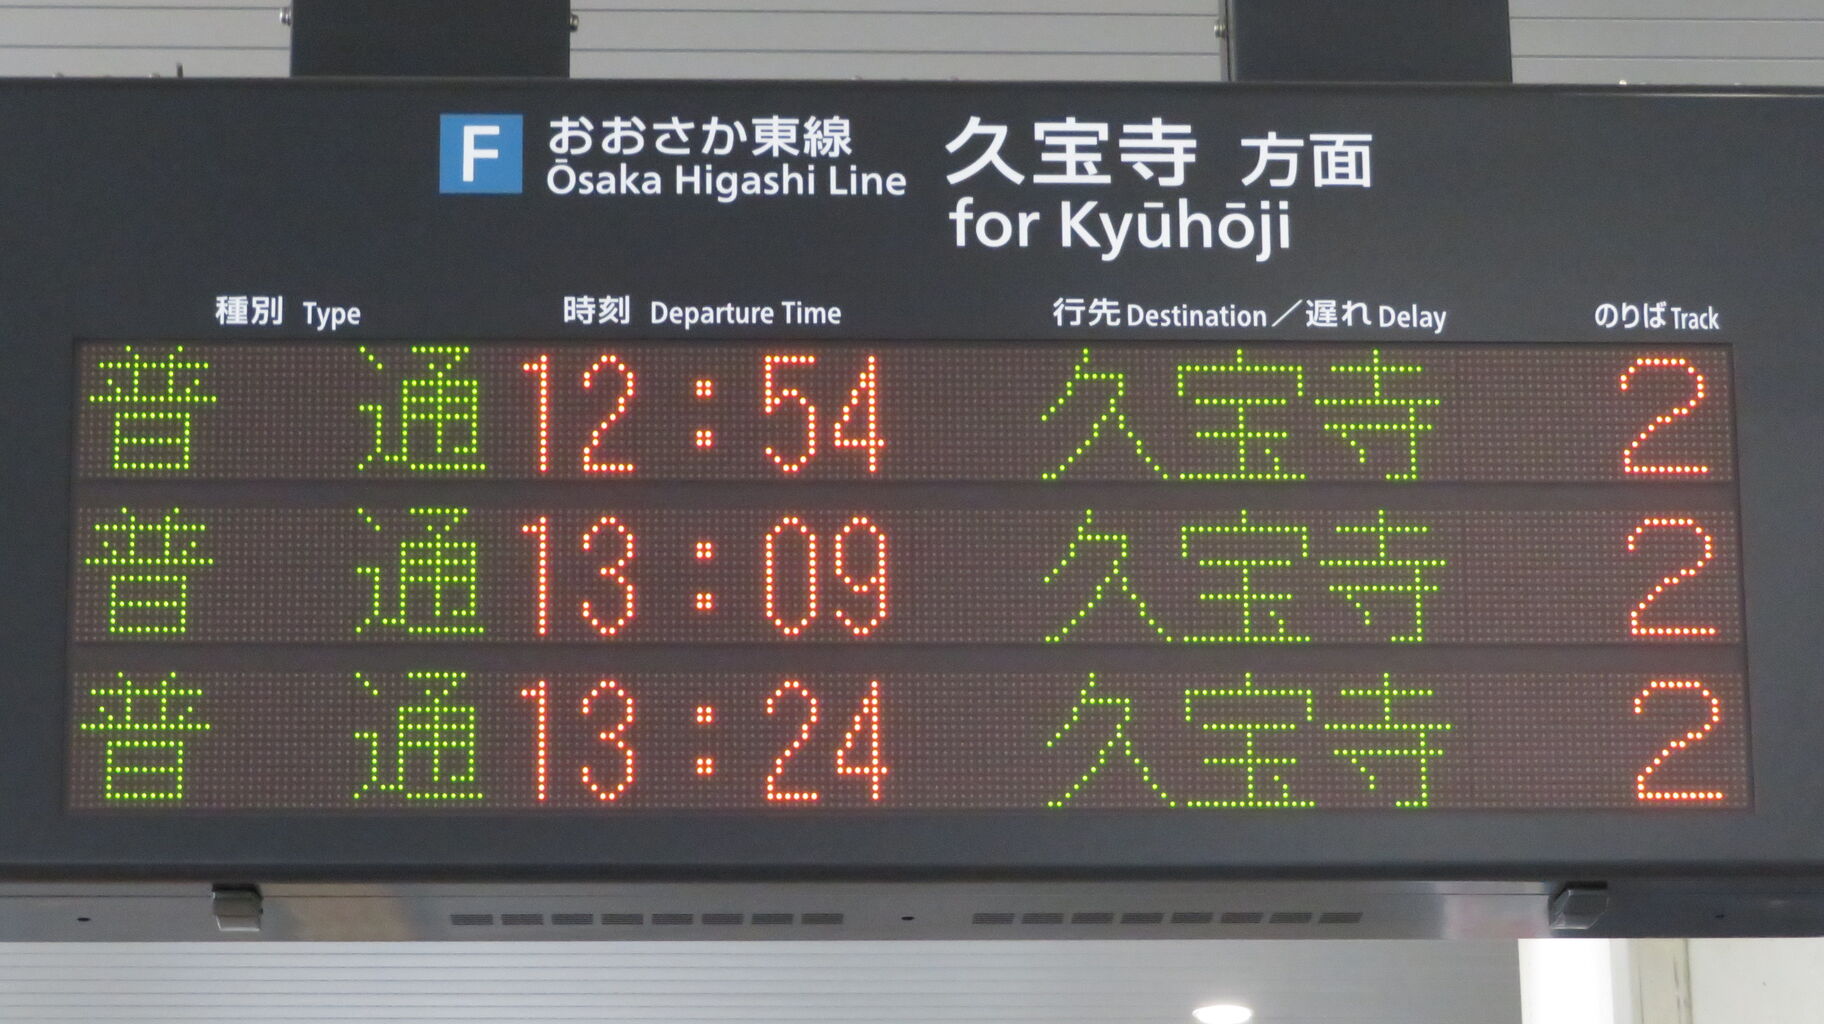 F おおさか東線 久宝寺 方面
Ōsaka Higashi Line for Kyūhōji
種別 Type 時刻 Departure Time 行先 Destination／遅れ Delay のりば Track
普通 12:54 久宝寺 2
普通 13:09 久宝寺 2
普通 13:24 久宝寺 2